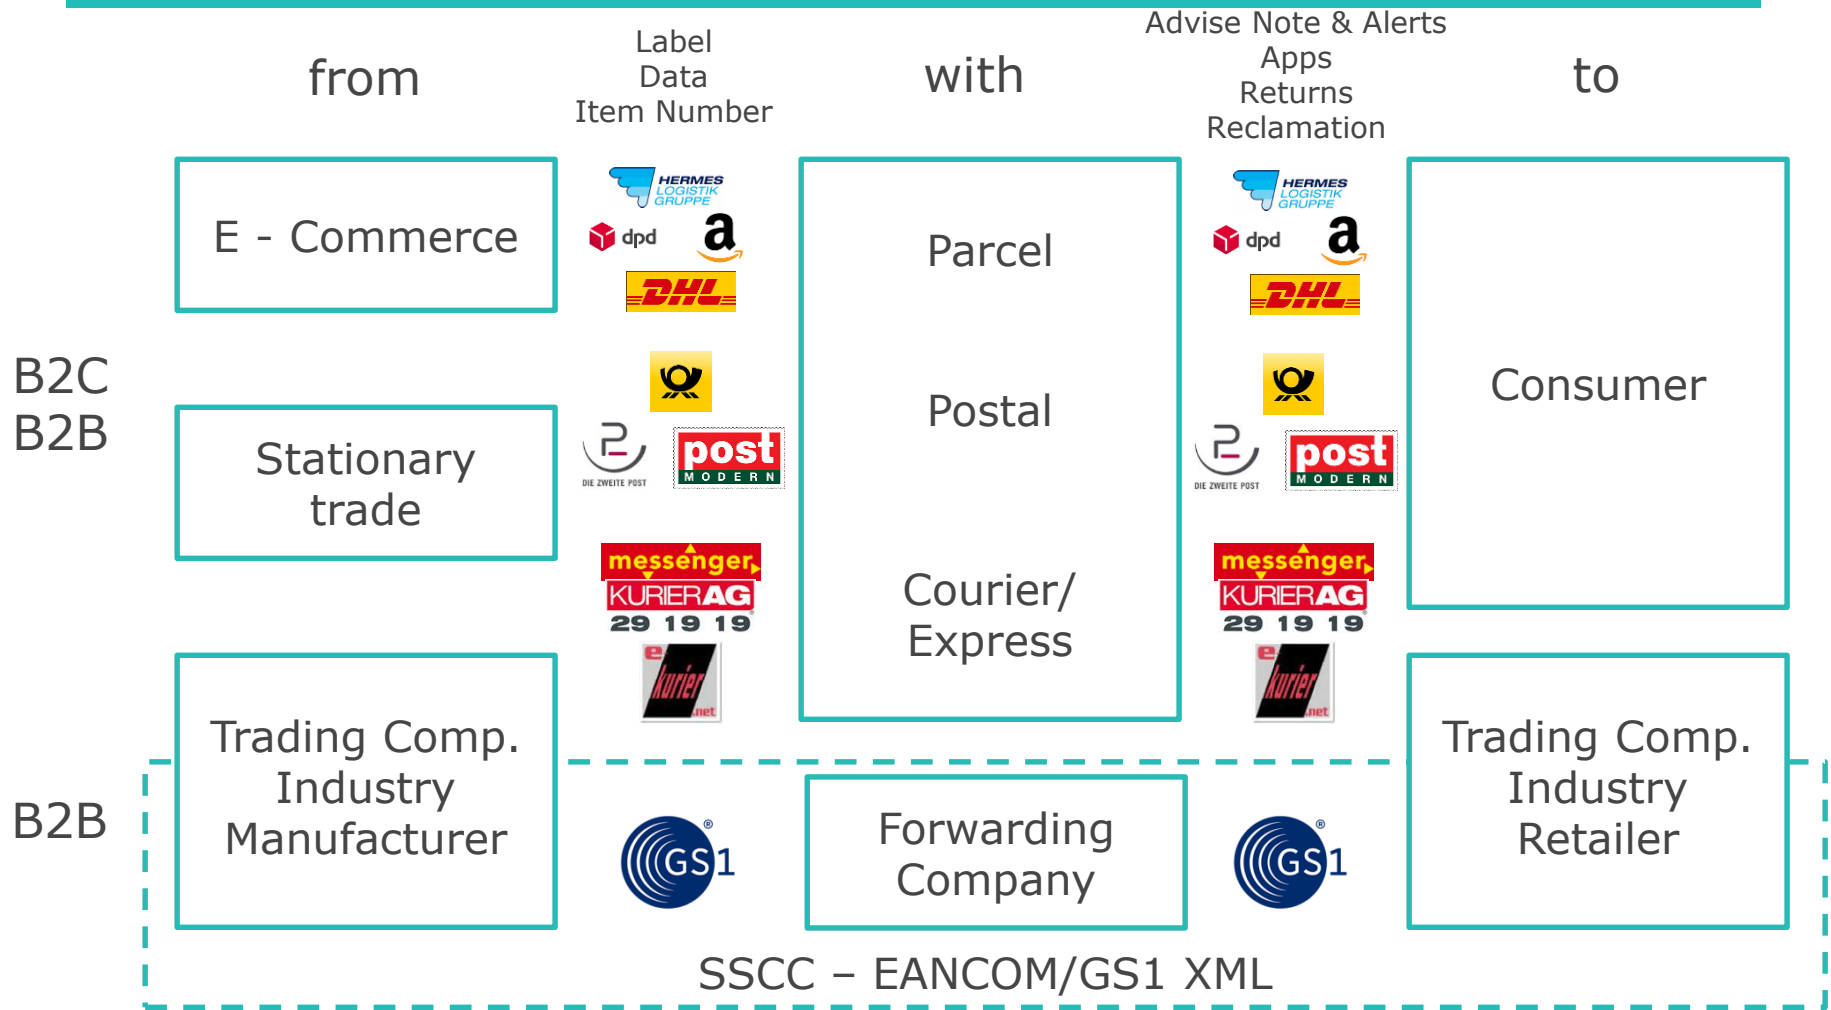 from
Label
Data
Item Number
with
Advise Note & Alerts
Apps
Returns
Reclamation
to
E - Commerce
HERMES
LOGISTIK
GRUPPE
dpd
a
DHL
Parcel
HERMES
LOGISTIK
GRUPPE
dpd
a
DHL
B2C
B2B
Stationary
trade
DIE ZWEITE POST
post
MODERN
Postal
DIE ZWEITE POST
post
MODERN
Consumer
messenger
KURIERAG
29 19 19
e-
kurier
.net
Courier/
Express
messenger
KURIERAG
29 19 19
e-
kurier
.net
B2B
Trading Comp.
Industry
Manufacturer
GS1
®
Forwarding
Company
GS1
®
Trading Comp.
Industry
Retailer
SSCC – EANCOM/GS1 XML